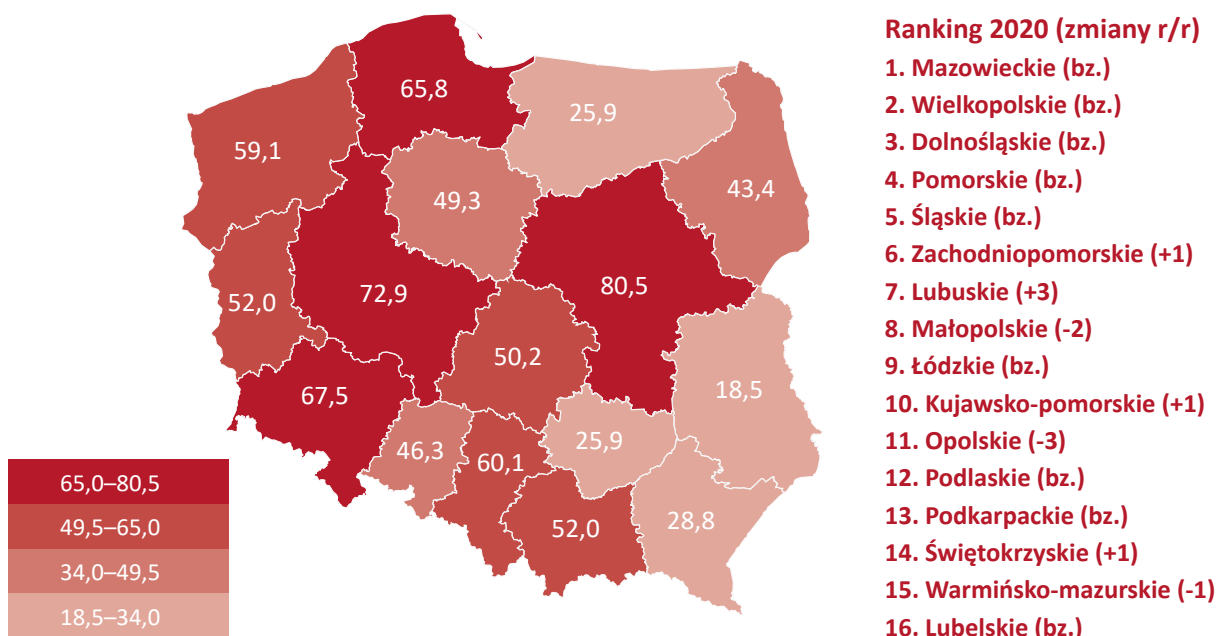 65,8
25,9
59,1
43,4
49,3
80,5
72,9
52,0
50,2
18,5
67,5
25,9
46,3
60,1
28,8
52,0
65,0–80,5
49,5–65,0
34,0–49,5
18,5–34,0
Ranking 2020 (zmiany r/r)
1. Mazowieckie (bz.)
2. Wielkopolskie (bz.)
3. Dolnośląskie (bz.)
4. Pomorskie (bz.)
5. Śląskie (bz.)
6. Zachodniopomorskie (+1)
7. Lubuskie (+3)
8. Małopolskie (-2)
9. Łódzkie (bz.)
10. Kujawsko-pomorskie (+1)
11. Opolskie (-3)
12. Podlaskie (bz.)
13. Podkarpackie (bz.)
14. Świętokrzyskie (+1)
15. Warmińsko-mazurskie (-1)
16. Lubelskie (bz.)